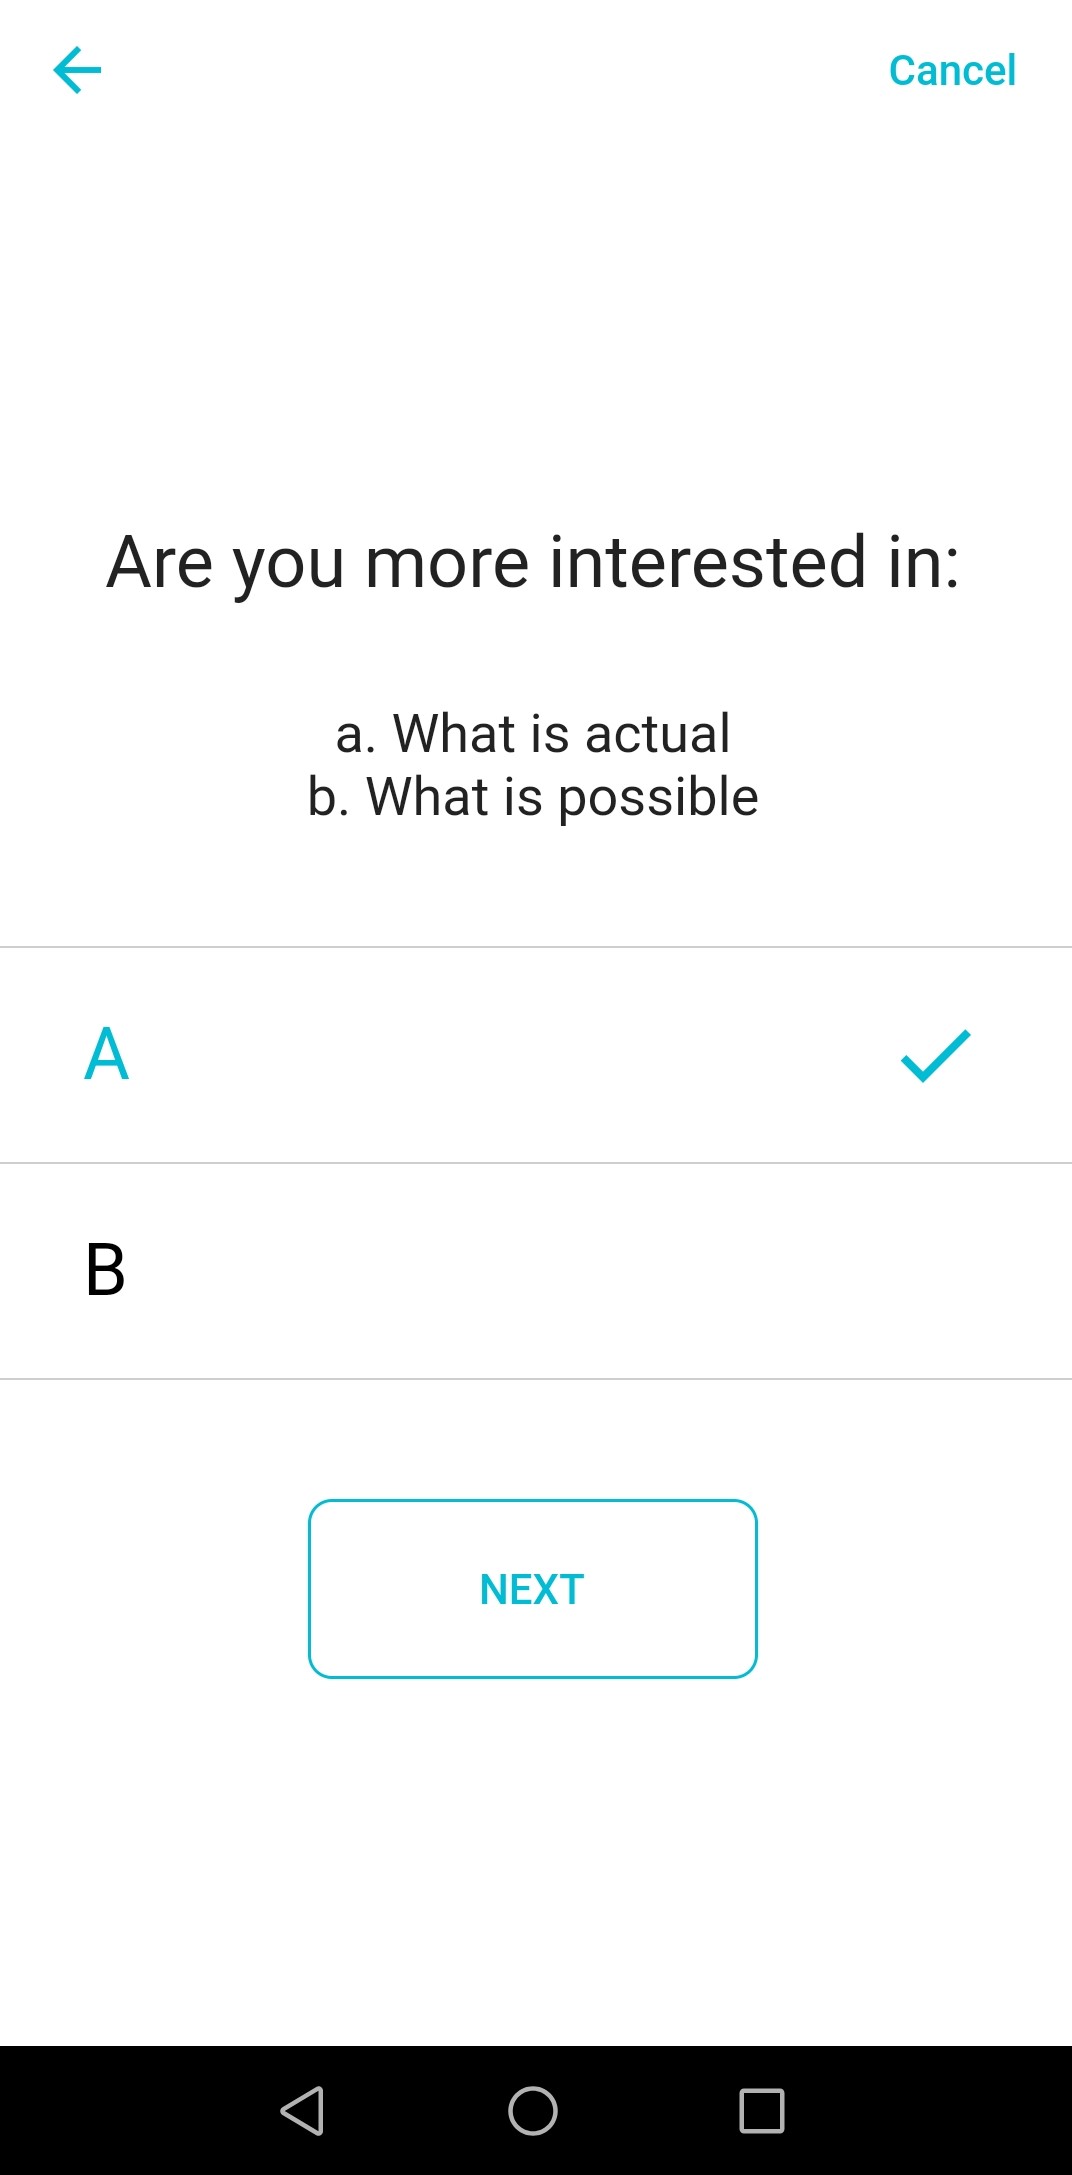 Cancel
Are you more interested in:
a. What is actual
b. What is possible
A
B
NEXT